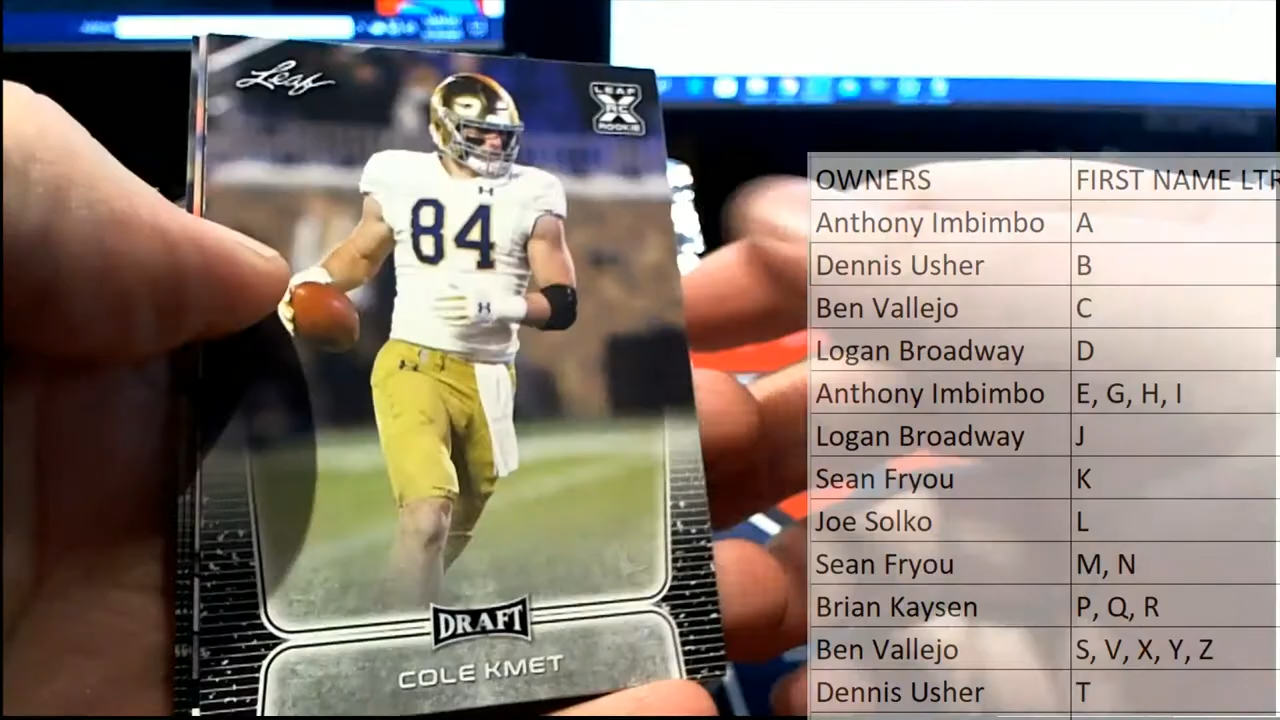 Leaf
LEAF
X
RC
ROOKIE
84
DRAFT
COLE KMET
OWNERS FIRST NAME LTR
Anthony Imbimbo A
Dennis Usher B
Ben Vallejo C
Logan Broadway D
Anthony Imbimbo E, G, H, I
Logan Broadway J
Sean Fryou K
Joe Solko L
Sean Fryou M, N
Brian Kaysen P, Q, R
Ben Vallejo S, V, X, Y, Z
Dennis Usher T